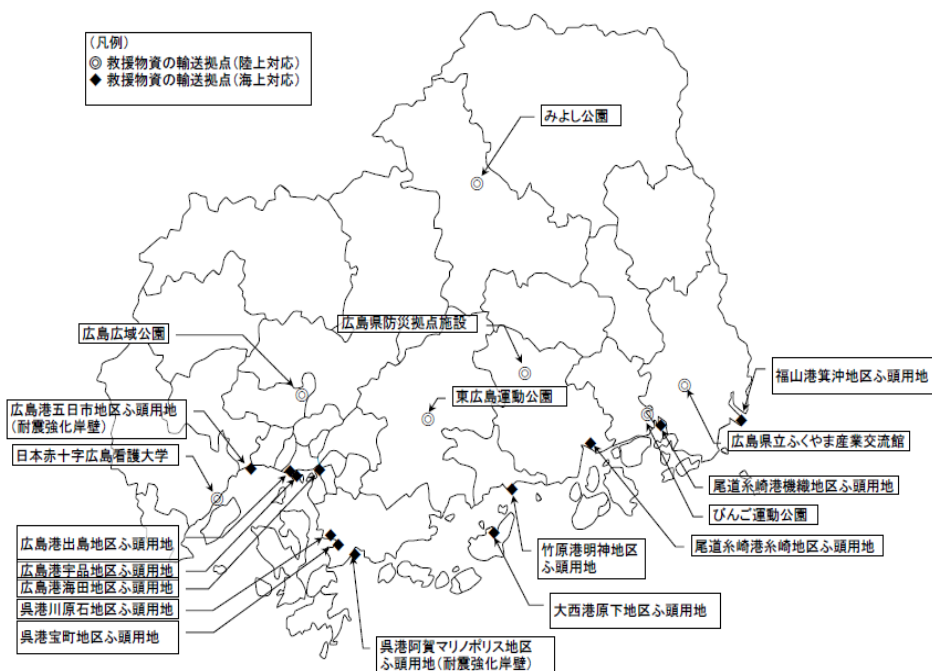 (凡例)
◎ 救援物資の輸送拠点(陸上対応)
◆ 救援物資の輸送拠点(海上対応)
みよし公園
広島県防災拠点施設
広島広域公園
福山港箕沖地区ふ頭用地
東広島運動公園
広島港五日市地区ふ頭用地
(耐震強化岸壁)
広島県立ふくやま産業交流館
日本赤十字広島看護大学
尾道糸崎港機織地区ふ頭用地
びんご運動公園
広島港出島地区ふ頭用地
竹原港明神地区
ふ頭用地
尾道糸崎港糸崎地区ふ頭用地
広島港宇品地区ふ頭用地
広島港海田地区ふ頭用地
呉港川原石地区ふ頭用地
大西港原下地区ふ頭用地
呉港宝町地区ふ頭用地
呉港阿賀マリノポリス地区
ふ頭用地(耐震強化岸壁)